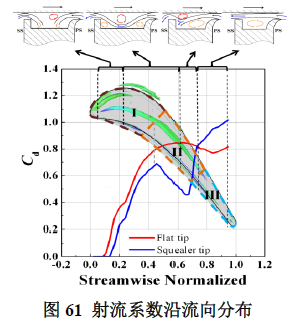 SS PS SS PS SS PS SS PS
1.4
1.2
1.0
0.8
0.6
0.4
0.2
0.0
C_d
I
II
III
Flat tip
Squealer tip
-0.2 0.0 0.2 0.4 0.6 0.8 1.0 1.2
Streamwise Normalized
图 61 射流系数沿流向分布